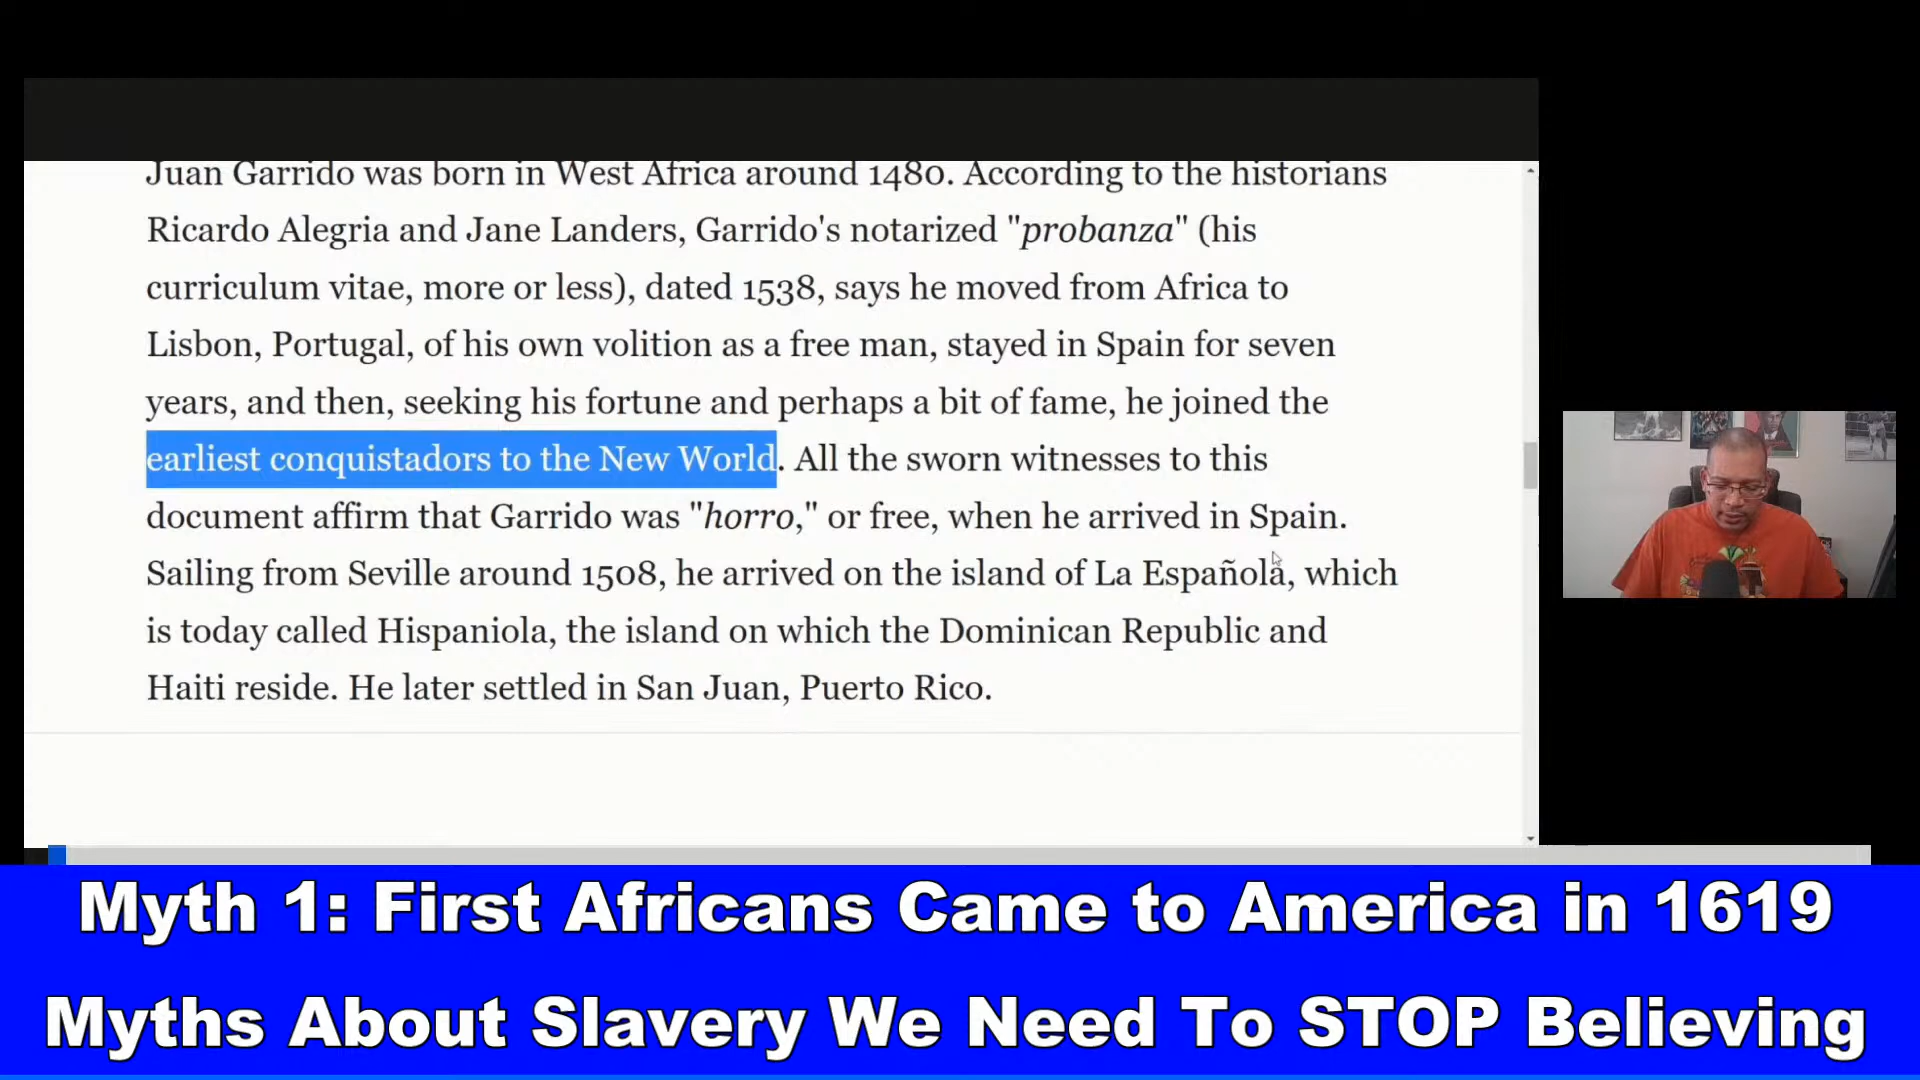 Juan Garrido was born in West Africa around 1480. According to the historians
Ricardo Alegria and Jane Landers, Garrido's notarized "probanza" (his
curriculum vitae, more or less), dated 1538, says he moved from Africa to
Lisbon, Portugal, of his own volition as a free man, stayed in Spain for seven
years, and then, seeking his fortune and perhaps a bit of fame, he joined the
earliest conquistadors to the New World. All the sworn witnesses to this
document affirm that Garrido was "horro," or free, when he arrived in Spain.
Sailing from Seville around 1508, he arrived on the island of La Española, which
is today called Hispaniola, the island on which the Dominican Republic and
Haiti reside. He later settled in San Juan, Puerto Rico.
Myth 1: First Africans Came to America in 1619
Myths About Slavery We Need To STOP Believing